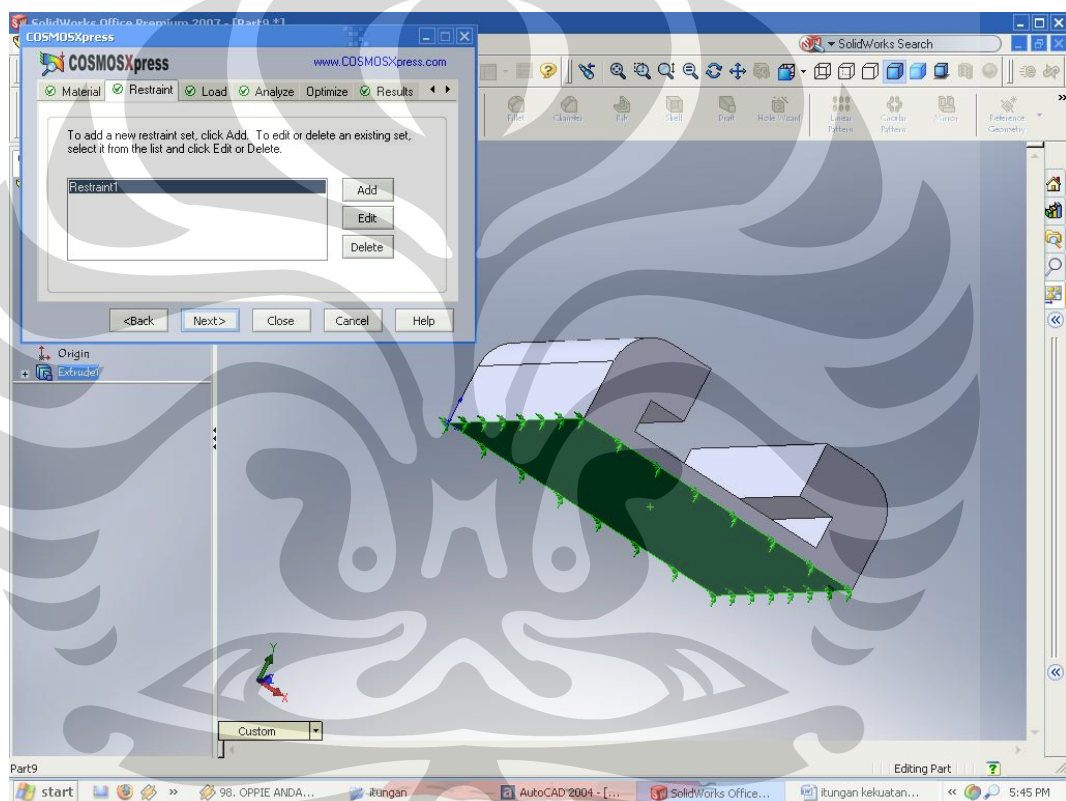 SolidWorks Office Premium 2007 - [Part9 *]
COSMOSXpress
COSMOSXpress
www.COSMOSXpress.com
SolidWorks Search
Material Restraint Load Analyze Optimize Results
To add a new restraint set, click Add. To edit or delete an existing set,
select it from the list and click Edit or Delete.
Restraint1
Add
Edit
Delete
<Back Next> Close Cancel Help
Fillet Chamfer Rib Shell Draft Hole Wizard Linear Pattern Circular Pattern Mirror Reference Geometry
Origin
Extrude1
Y
X
Custom
Part9
Editing Part
start
98. OPPIE ANDA...
itungan
AutoCAD 2004 - [...
SolidWorks Office...
itungan kekuatan...
5:45 PM